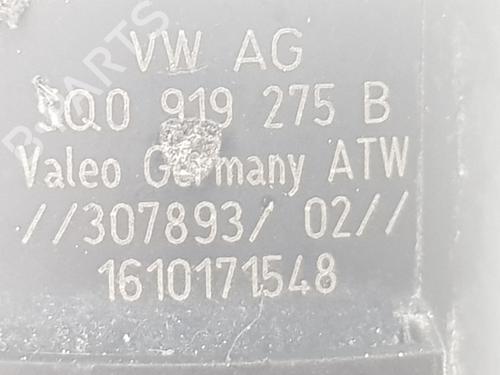 VW AG
5Q0 919 275 B
Valeo Germany ATW
//307893/ 02//
1610171548